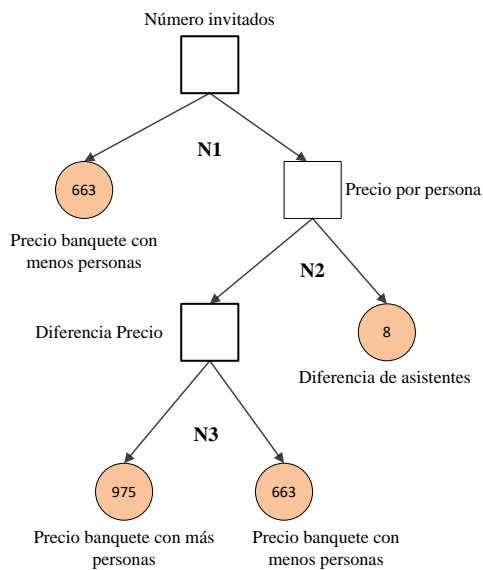 Número invitados
N1
663
Precio por persona
Precio banquete con
menos personas
N2
Diferencia Precio
8
Diferencia de asistentes
N3
975
663
Precio banquete con más
personas
Precio banquete con
menos personas